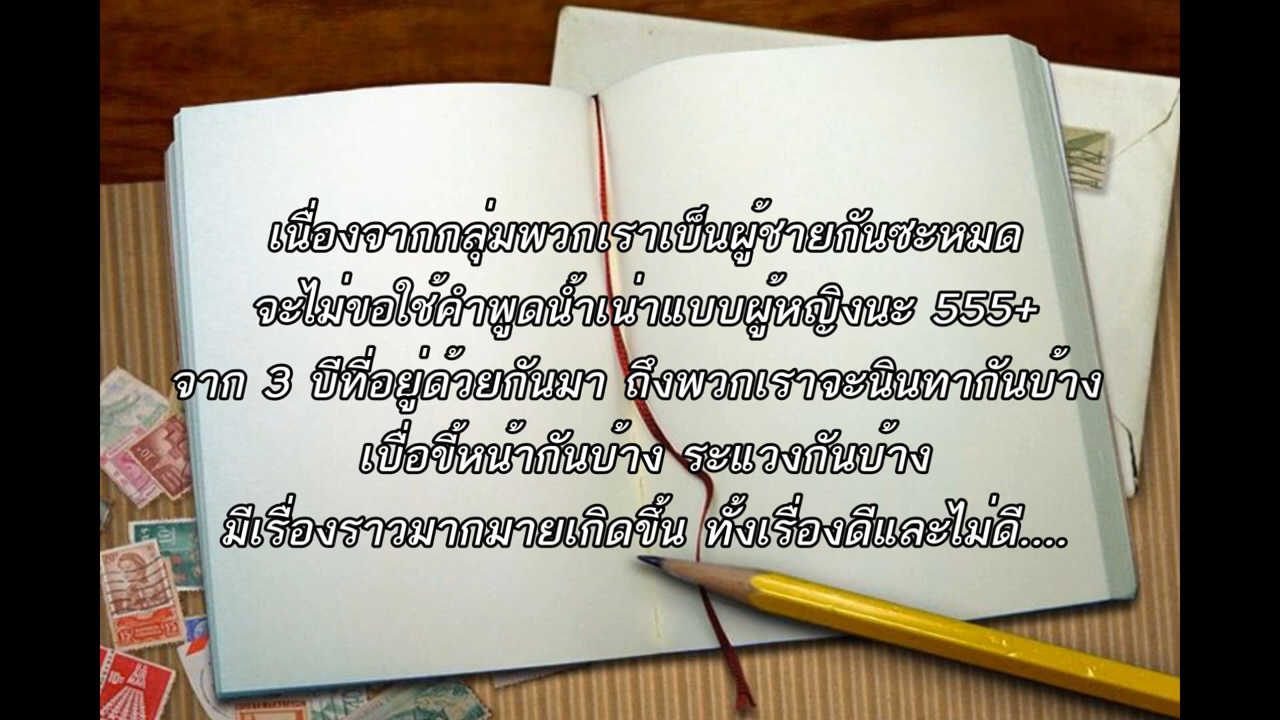 เนื่องจากกลุ่มพวกเราเป็นผู้ชายกันซะหมด
จะไม่ขอใช้คำพูดน้ำเน่าแบบผู้หญิงนะ 555+
จาก 3 ปีที่อยู่ด้วยกันมา ถึงพวกเราจะนินทากันบ้าง
เบื่อขี้หน้ากันบ้าง ระแวงกันบ้าง
มีเรื่องราวมากมายเกิดขึ้น ทั้งเรื่องดีและไม่ดี....